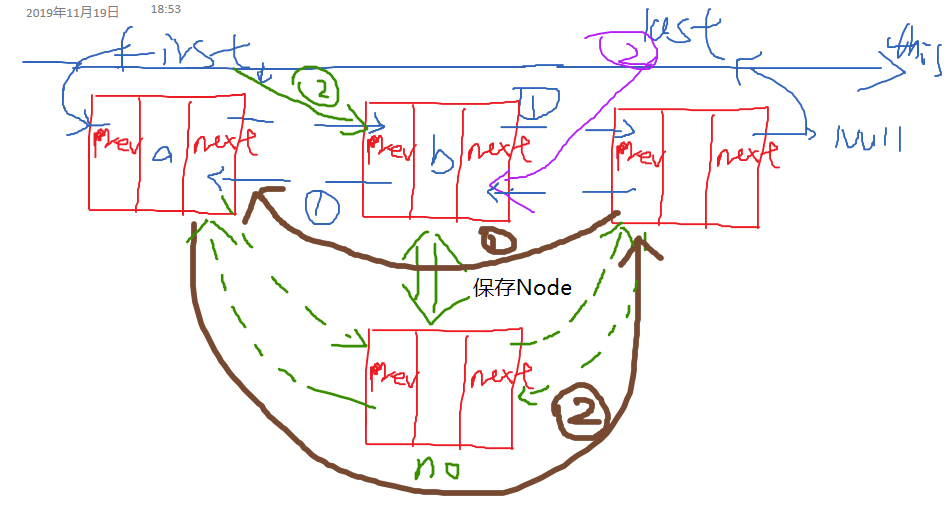 2019年11月19日 18:53
first last
② 2
① 
prev a next prev b next prev next null
①
①
保存Node
prev next
②
no